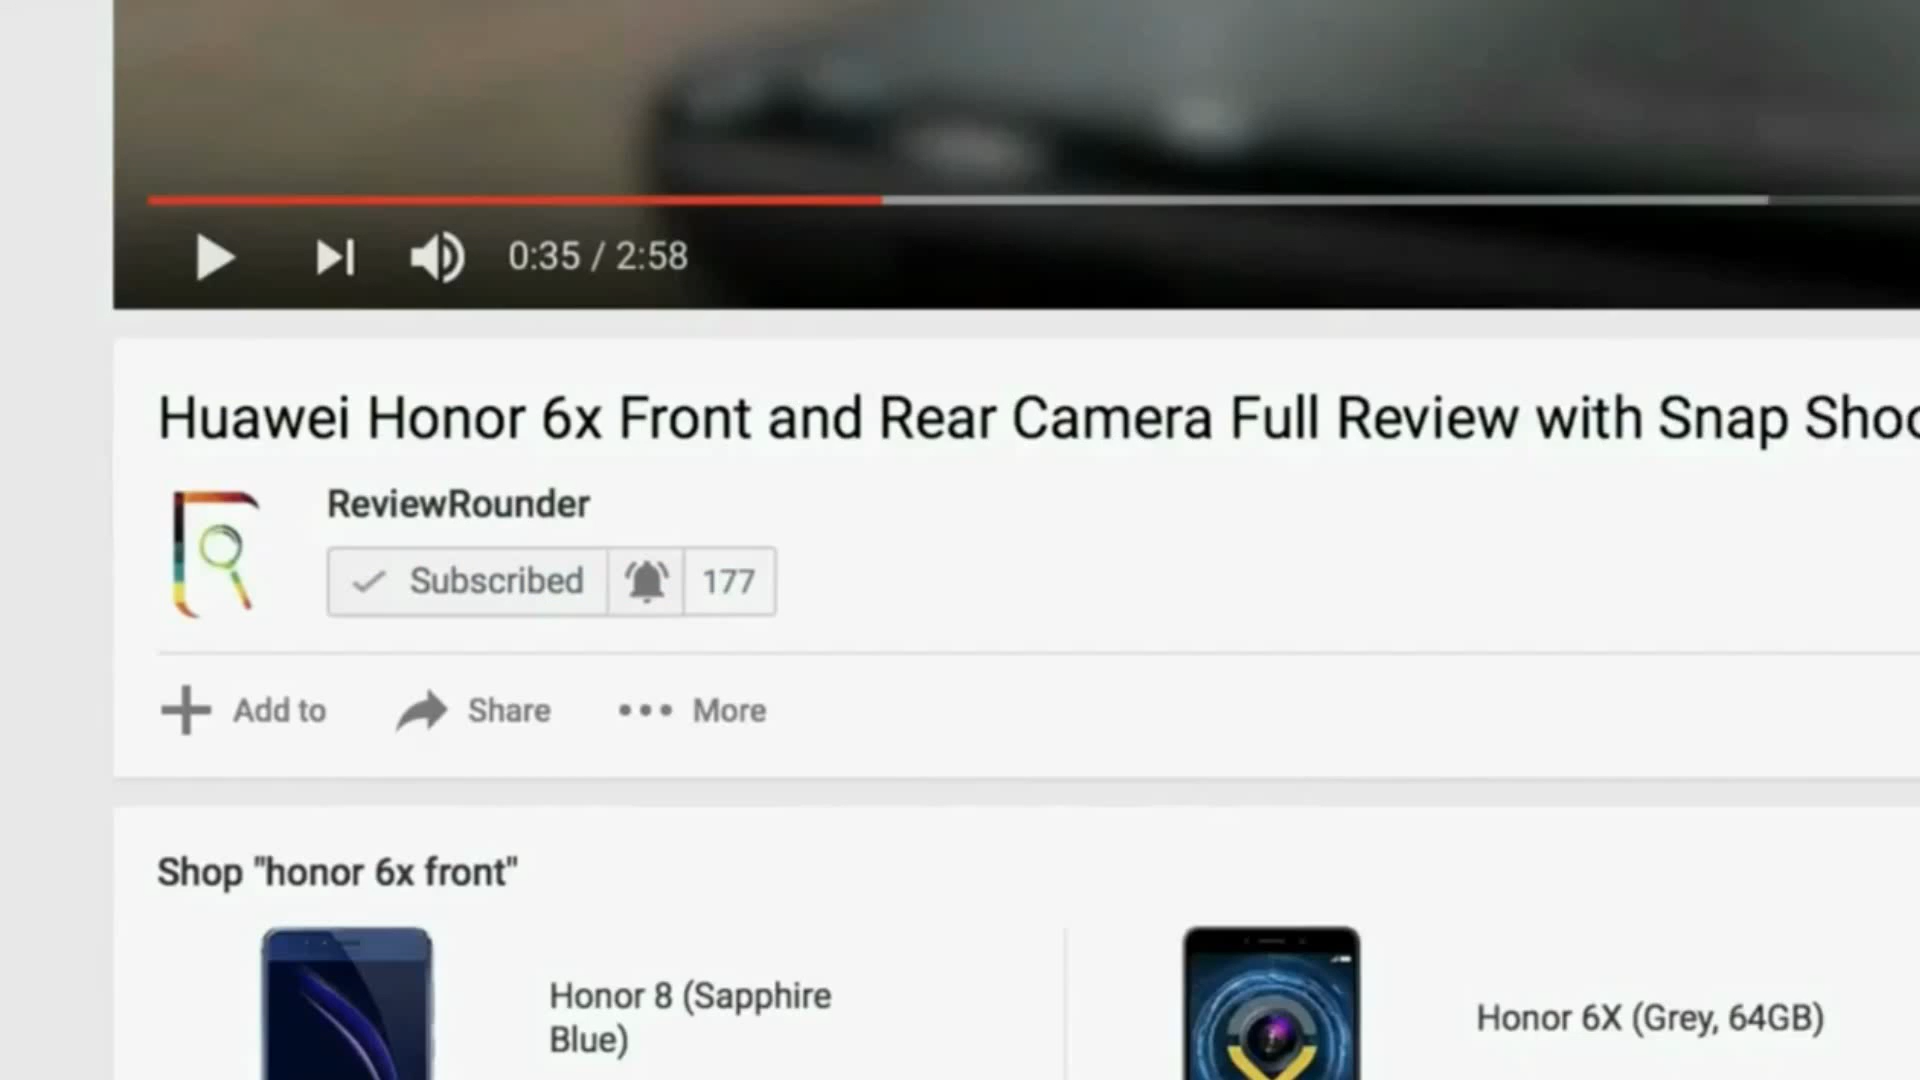 0:35 / 2:58
Huawei Honor 6x Front and Rear Camera Full Review with Snap
ReviewRounder
Subscribed 177
Add to Share More
Shop "honor 6x front"
Honor 8 (Sapphire
Blue)
Honor 6X (Grey, 64GB)